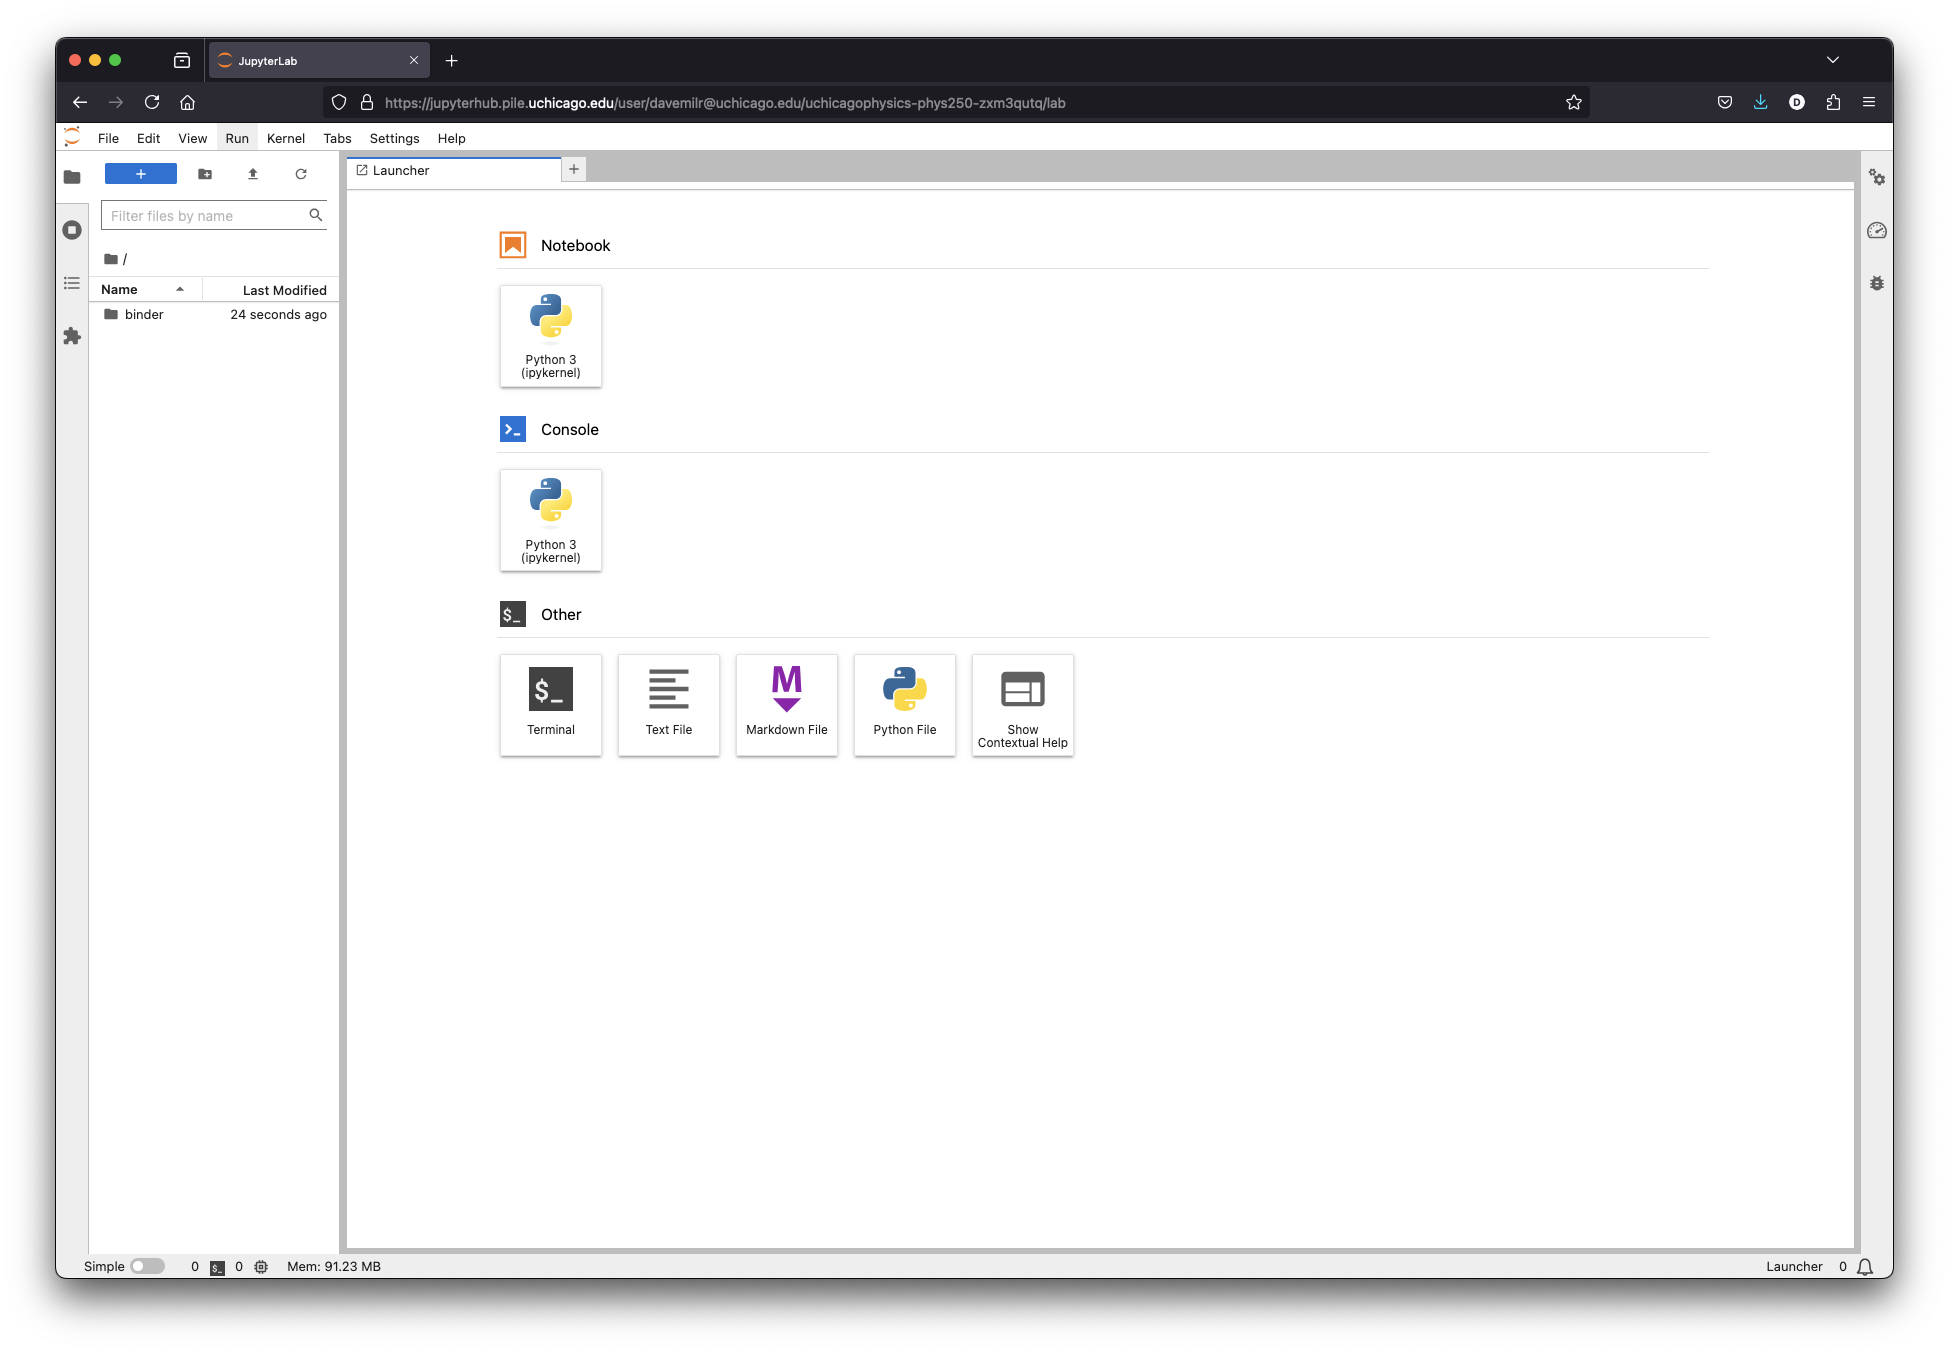 JupyterLab
https://jupyterhub.pile.uchicago.edu/user/davemilr@uchicago.edu/uchicagophysics-phys250-zxm3qutq/lab
D
File Edit View Run Kernel Tabs Settings Help
Launcher
Filter files by name
/
Name Last Modified
binder 24 seconds ago
Notebook
Python 3
(ipykernel)
Console
Python 3
(ipykernel)
$_ Other
$_
Terminal
Text File
M
Markdown File
Python File
Show
Contextual Help
Simple 0 $_ 0 Mem: 91.23 MB Launcher 0